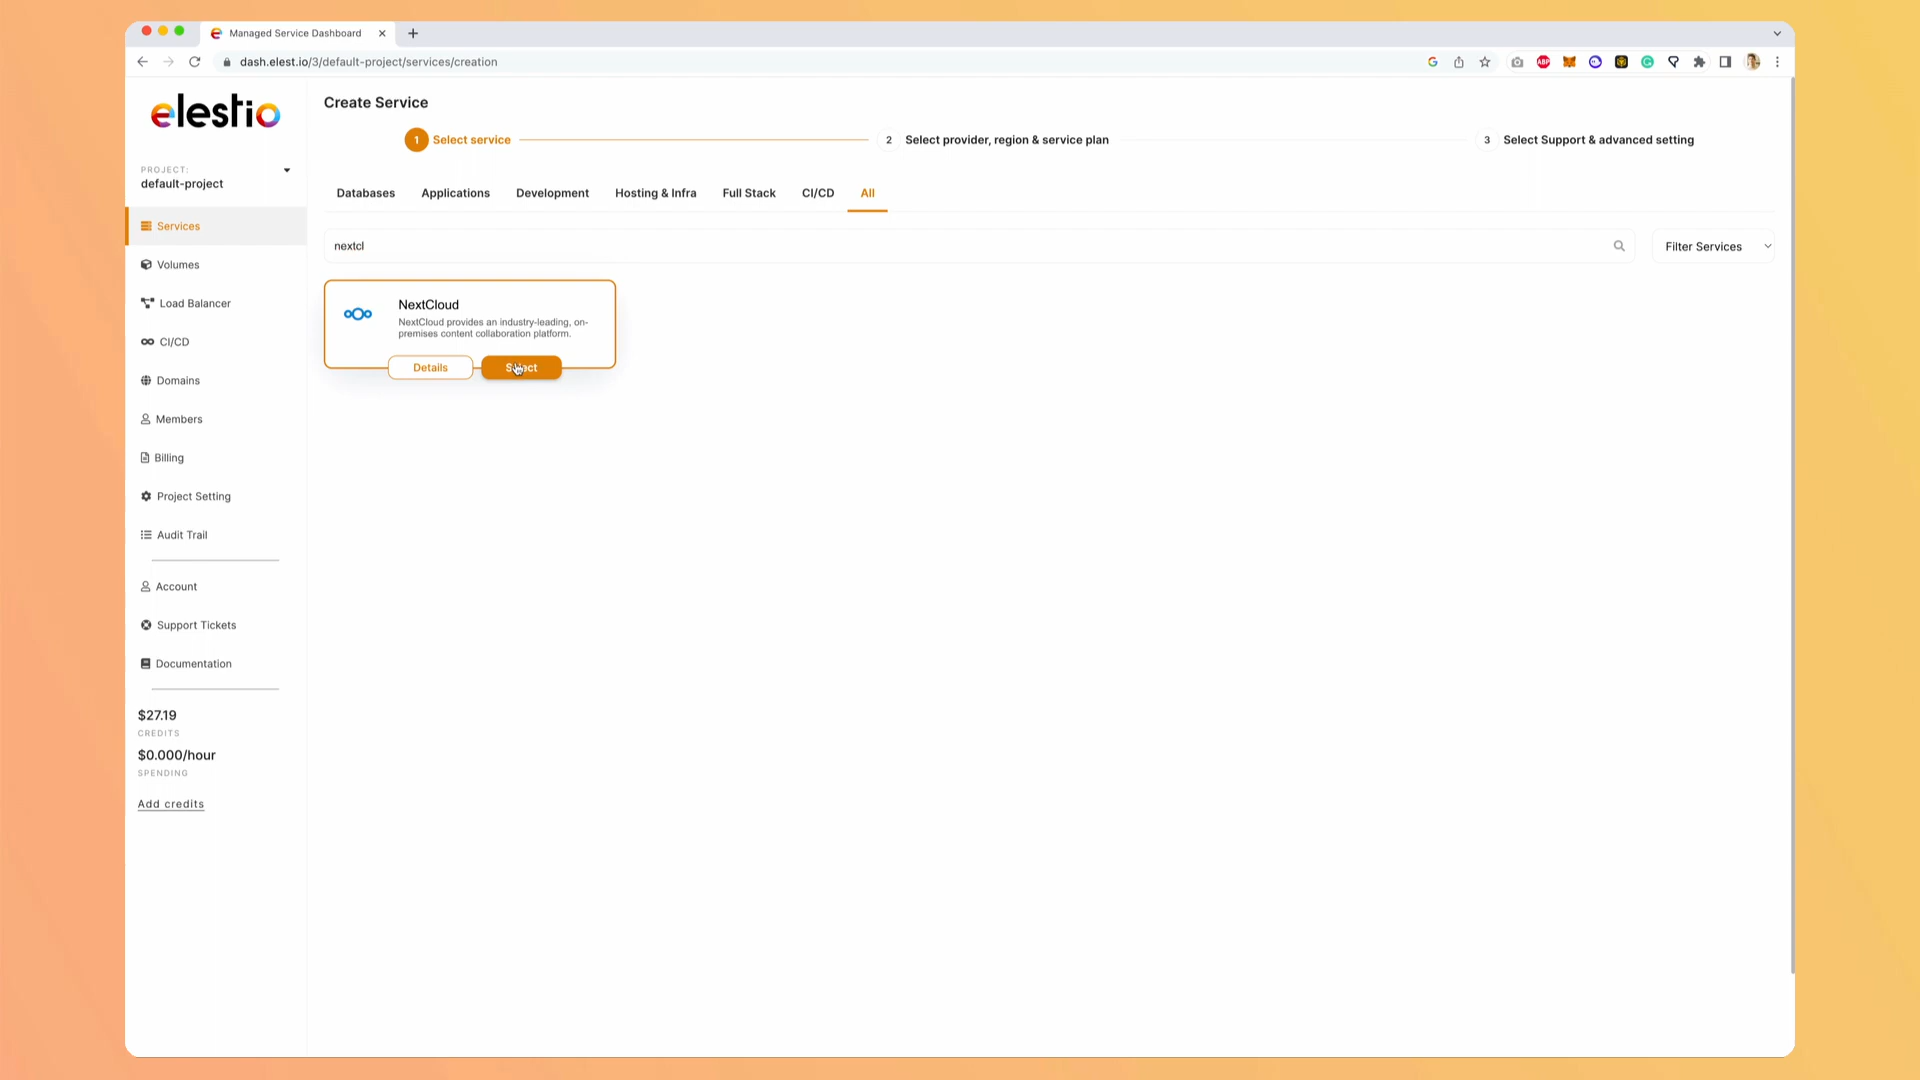 Managed Service Dashboard
dash.elest.io/3/default-project/services/creation
ABP
elestio
PROJECT:
default-project
Services
Volumes
Load Balancer
CI/CD
Domains
Members
Billing
Project Setting
Audit Trail
Account
Support Tickets
Documentation
$27.19
CREDITS
$0.000/hour
SPENDING
Add credits
Create Service
1 Select service
2 Select provider, region & service plan
3 Select Support & advanced setting
Databases Applications Development Hosting & Infra Full Stack CI/CD All
nextcl
Filter Services
NextCloud
NextCloud provides an industry-leading, on-
premises content collaboration platform.
Details Select